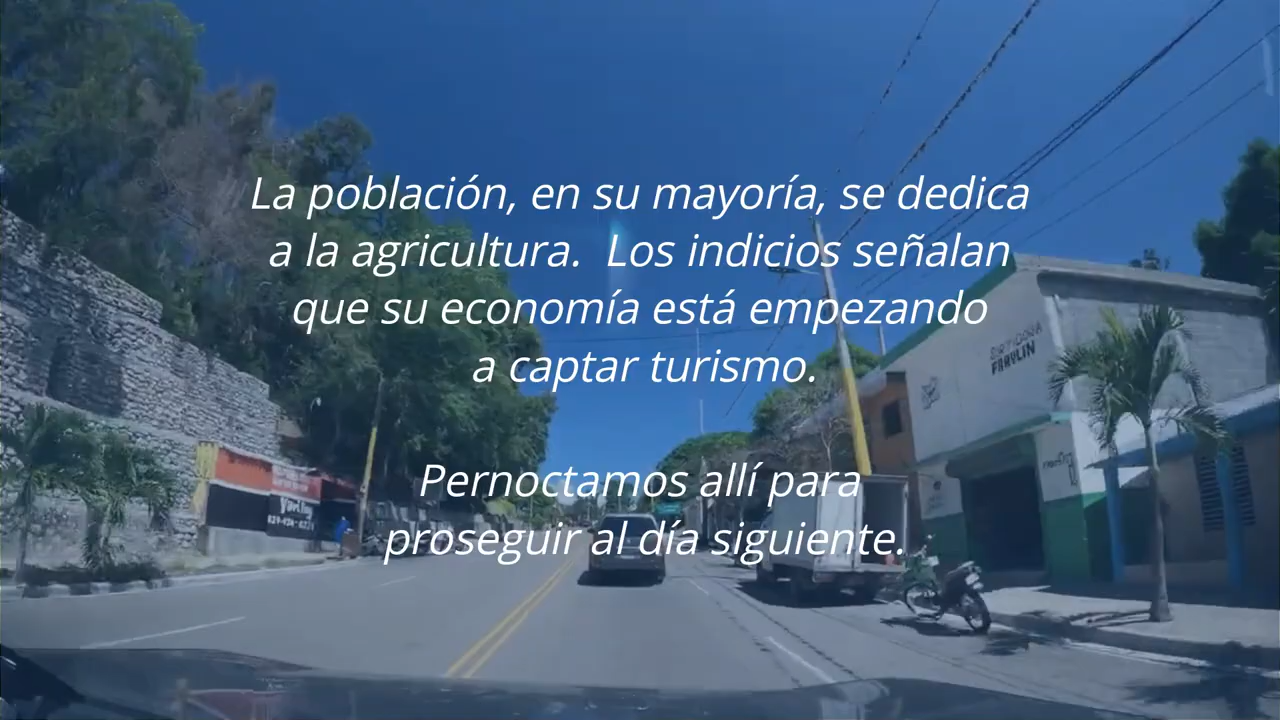 La población, en su mayoría, se dedica
a la agricultura.  Los indicios señalan
que su economía está empezando
a captar turismo.
Pernoctamos allí para
proseguir al día siguiente.
FARYLIN